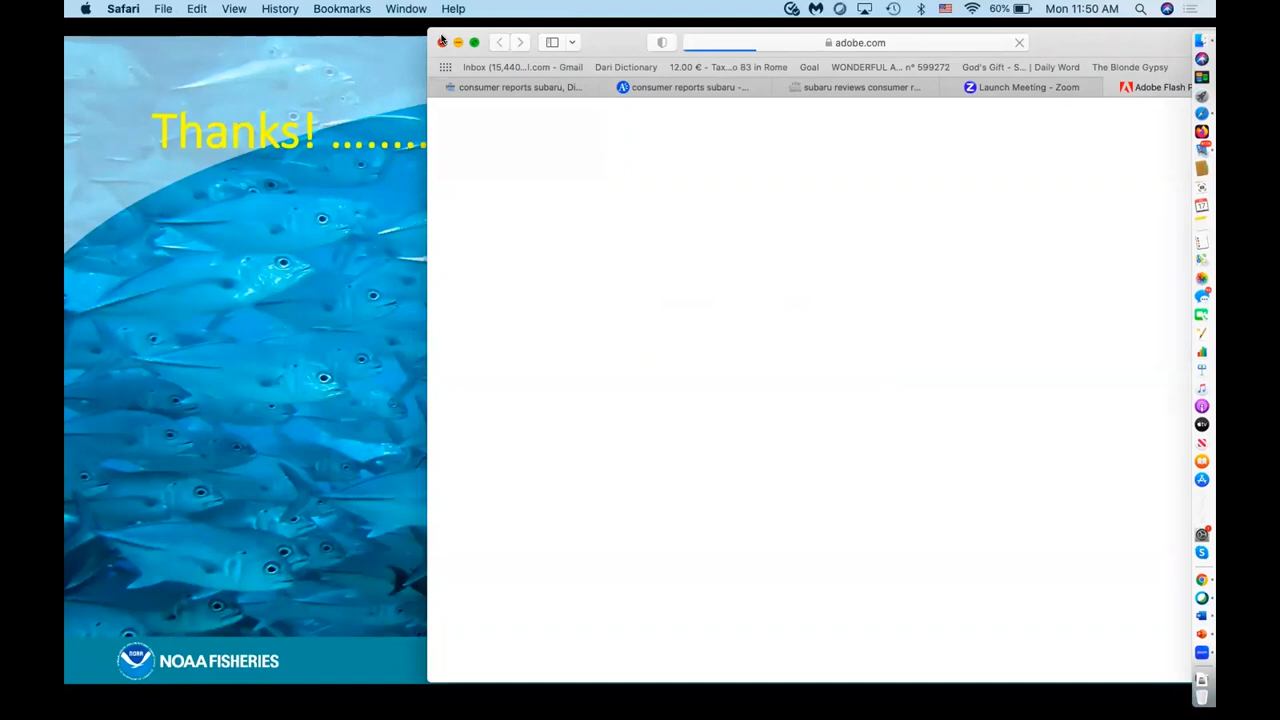 Safari File Edit View History Bookmarks Window Help 60% Mon 11:50 AM
adobe.com
Inbox (15,440...l.com - Gmail Dari Dictionary 12.00 € - Tax...o 83 in Rome Goal WONDERFUL A... n° 599272 God's Gift - S... | Daily Word The Blonde Gypsy
consumer reports subaru, Di... consumer reports subaru -... subaru reviews consumer r... Launch Meeting - Zoom Adobe Flash P
Thanks! ........
NOAA FISHERIES